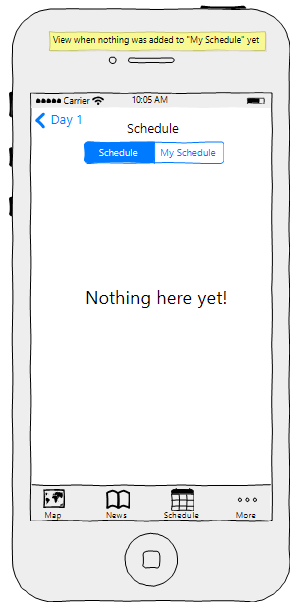 View when nothing was added to "My Schedule" yet
Carrier 10:05 AM
Day 1
Schedule
Schedule My Schedule
Nothing here yet!
Map News Schedule More